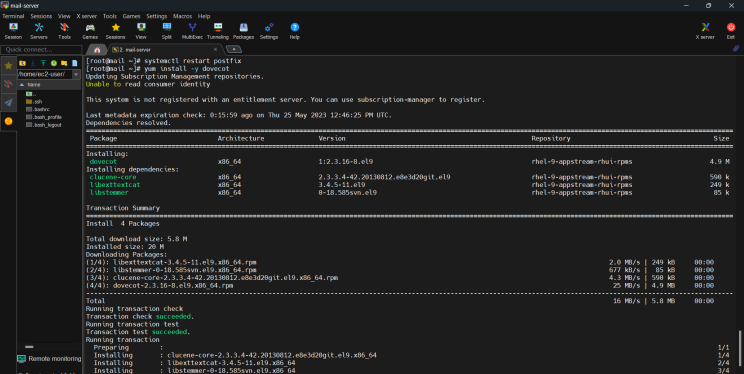 mail-server
Terminal Sessions View X server Tools Games Settings Macros Help
Session Servers Tools Games Sessions View Split MultiExec Tunneling Packages Settings Help X server Exit
Quick connect...
2. mail-server
/home/ec2-user/
Name
..
.ssh
.bashrc
.bash_profile
.bash_logout
Remote monitoring
[root@mail ~]# systemctl restart postfix
[root@mail ~]# yum install -y dovecot
Updating Subscription Management repositories.
Unable to read consumer identity
This system is not registered with an entitlement server. You can use subscription-manager to register.
Last metadata expiration check: 0:15:59 ago on Thu 25 May 2023 12:46:25 PM UTC.
Dependencies resolved.
Package Architecture Version Repository Size
Installing:
dovecot x86_64 1:2.3.16-8.el9 rhel-9-appstream-rhui-rpms 4.9 M
Installing dependencies:
clucene-core x86_64 2.3.3.4-42.20130812.e8e3d20git.el9 rhel-9-appstream-rhui-rpms 590 k
libexttextcat x86_64 3.4.5-11.el9 rhel-9-appstream-rhui-rpms 249 k
libstemmer x86_64 0-18.585svn.el9 rhel-9-appstream-rhui-rpms 85 k
Transaction Summary
Install 4 Packages
Total download size: 5.8 M
Installed size: 20 M
Downloading Packages:
(1/4): libexttextcat-3.4.5-11.el9.x86_64.rpm 2.0 MB/s | 249 kB 00:00
(2/4): libstemmer-0-18.585svn.el9.x86_64.rpm 677 kB/s | 85 kB 00:00
(3/4): clucene-core-2.3.3.4-42.20130812.e8e3d20git.el9.x86_64.rpm 4.3 MB/s | 590 kB 00:00
(4/4): dovecot-2.3.16-8.el9.x86_64.rpm 25 MB/s | 4.9 MB 00:00
Total 16 MB/s | 5.8 MB 00:00
Running transaction check
Transaction check succeeded.
Running transaction test
Transaction test succeeded.
Running transaction
Preparing : 1/1
Installing : clucene-core-2.3.3.4-42.20130812.e8e3d20git.el9.x86_64 1/4
Installing : libexttextcat-3.4.5-11.el9.x86_64 2/4
Installing : libstemmer-0-18.585svn.el9.x86_64 3/4